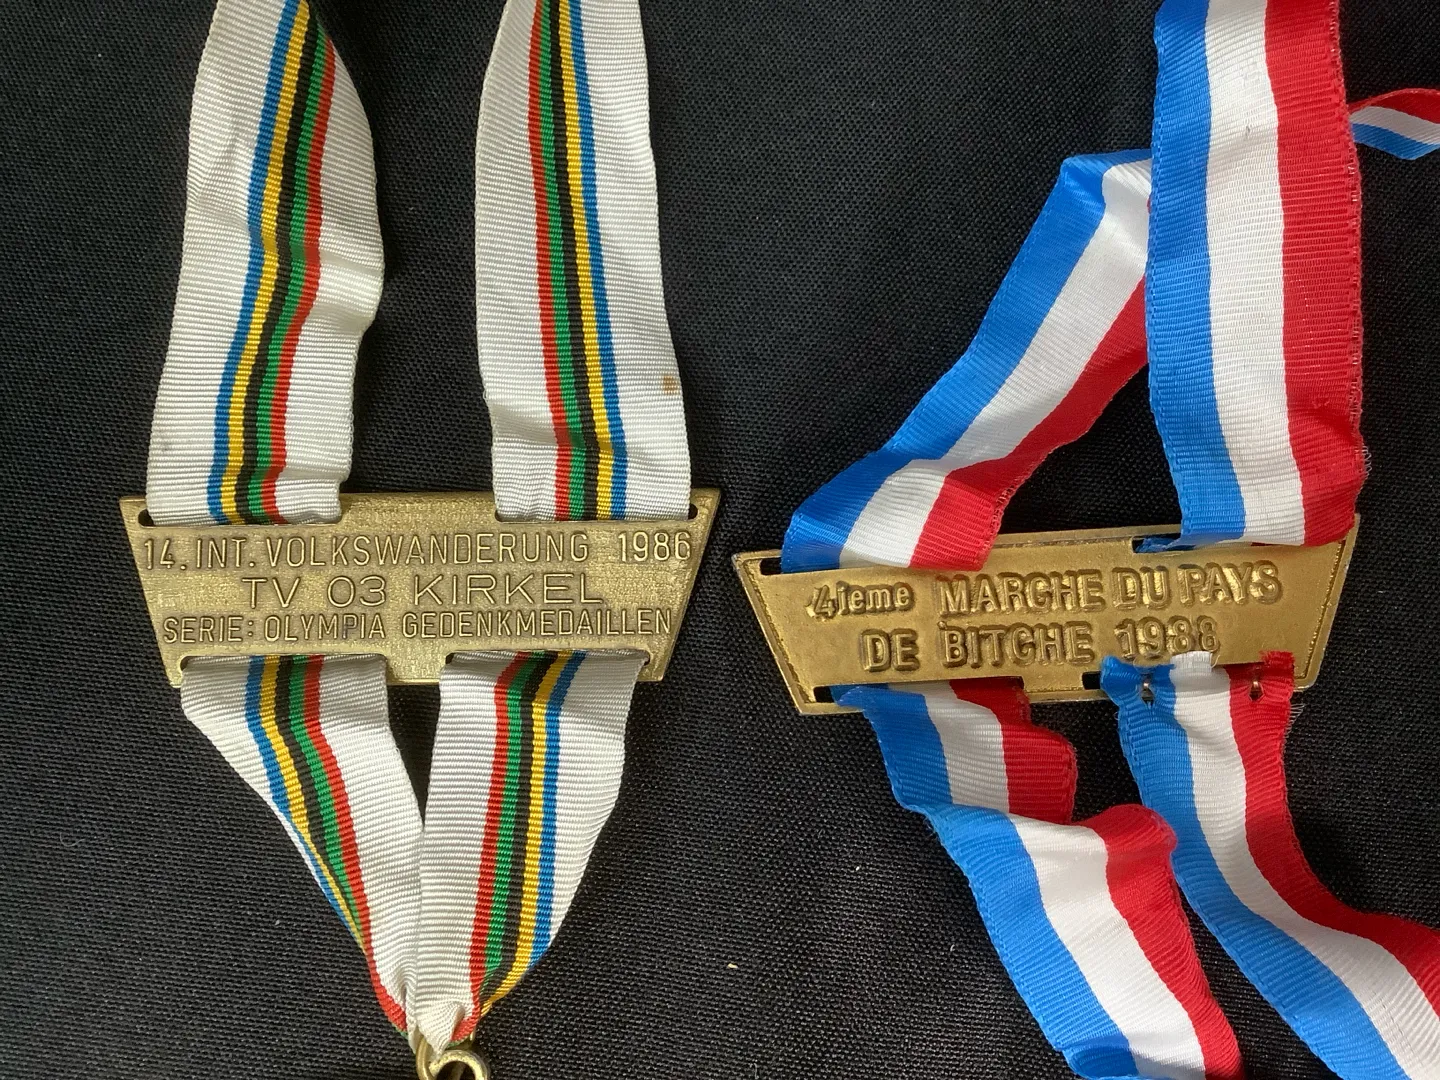 14. INT. VOLKSWANDERUNG 1986
TV 03 KIRKEL
SERIE: OLYMPIA GEDENKMEDAILLEN
4ieme MARCHE DU PAYS
DE BITCHE 1988